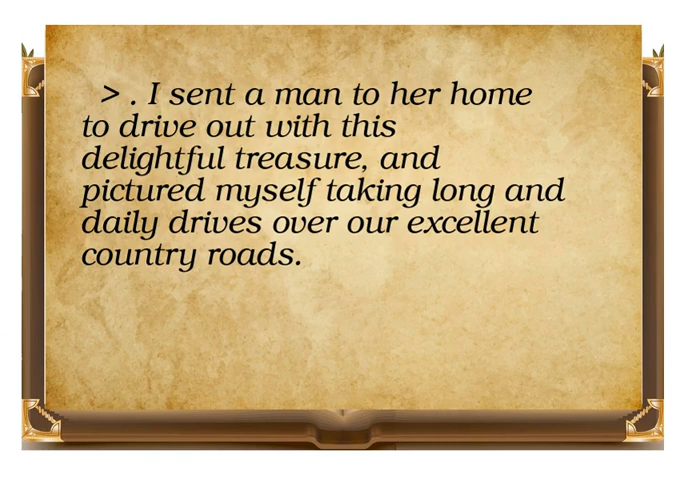 > . I sent a man to her home
to drive out with this
delightful treasure, and
pictured myself taking long and
daily drives over our excellent
country roads.